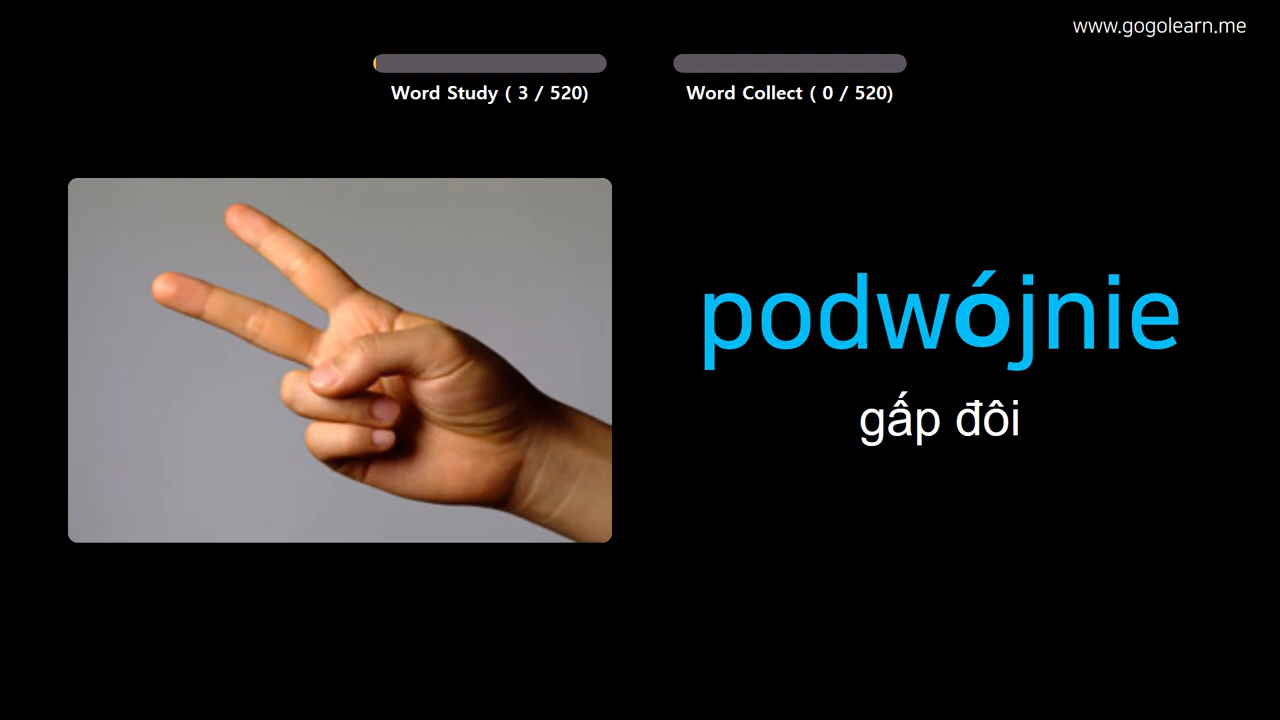 www.gogolearn.me
Word Study ( 3 / 520)
Word Collect ( 0 / 520)
podwójnie
gấp đôi